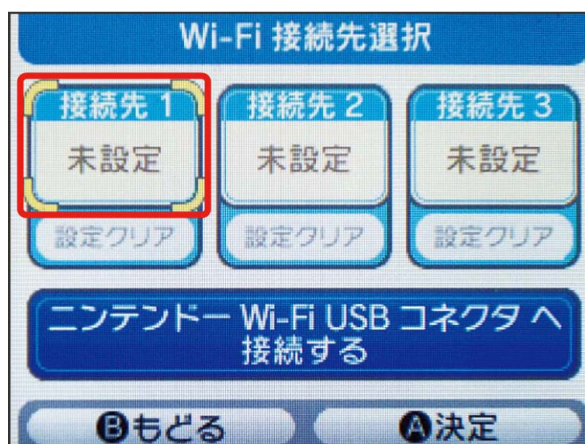 Wi-Fi 接続先選択
接続先 1
接続先 2
接続先 3
未設定
未設定
未設定
設定クリア
設定クリア
設定クリア
ニンテンドー Wi-Fi USB コネクタ へ
接続する
Bもどる
A決定